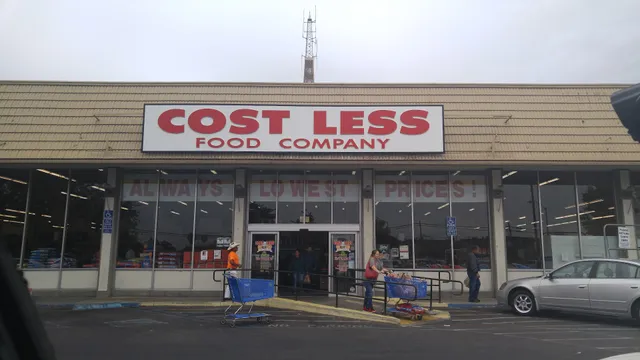 COST LESS
FOOD COMPANY
ALWAYS LOWEST PRICES!